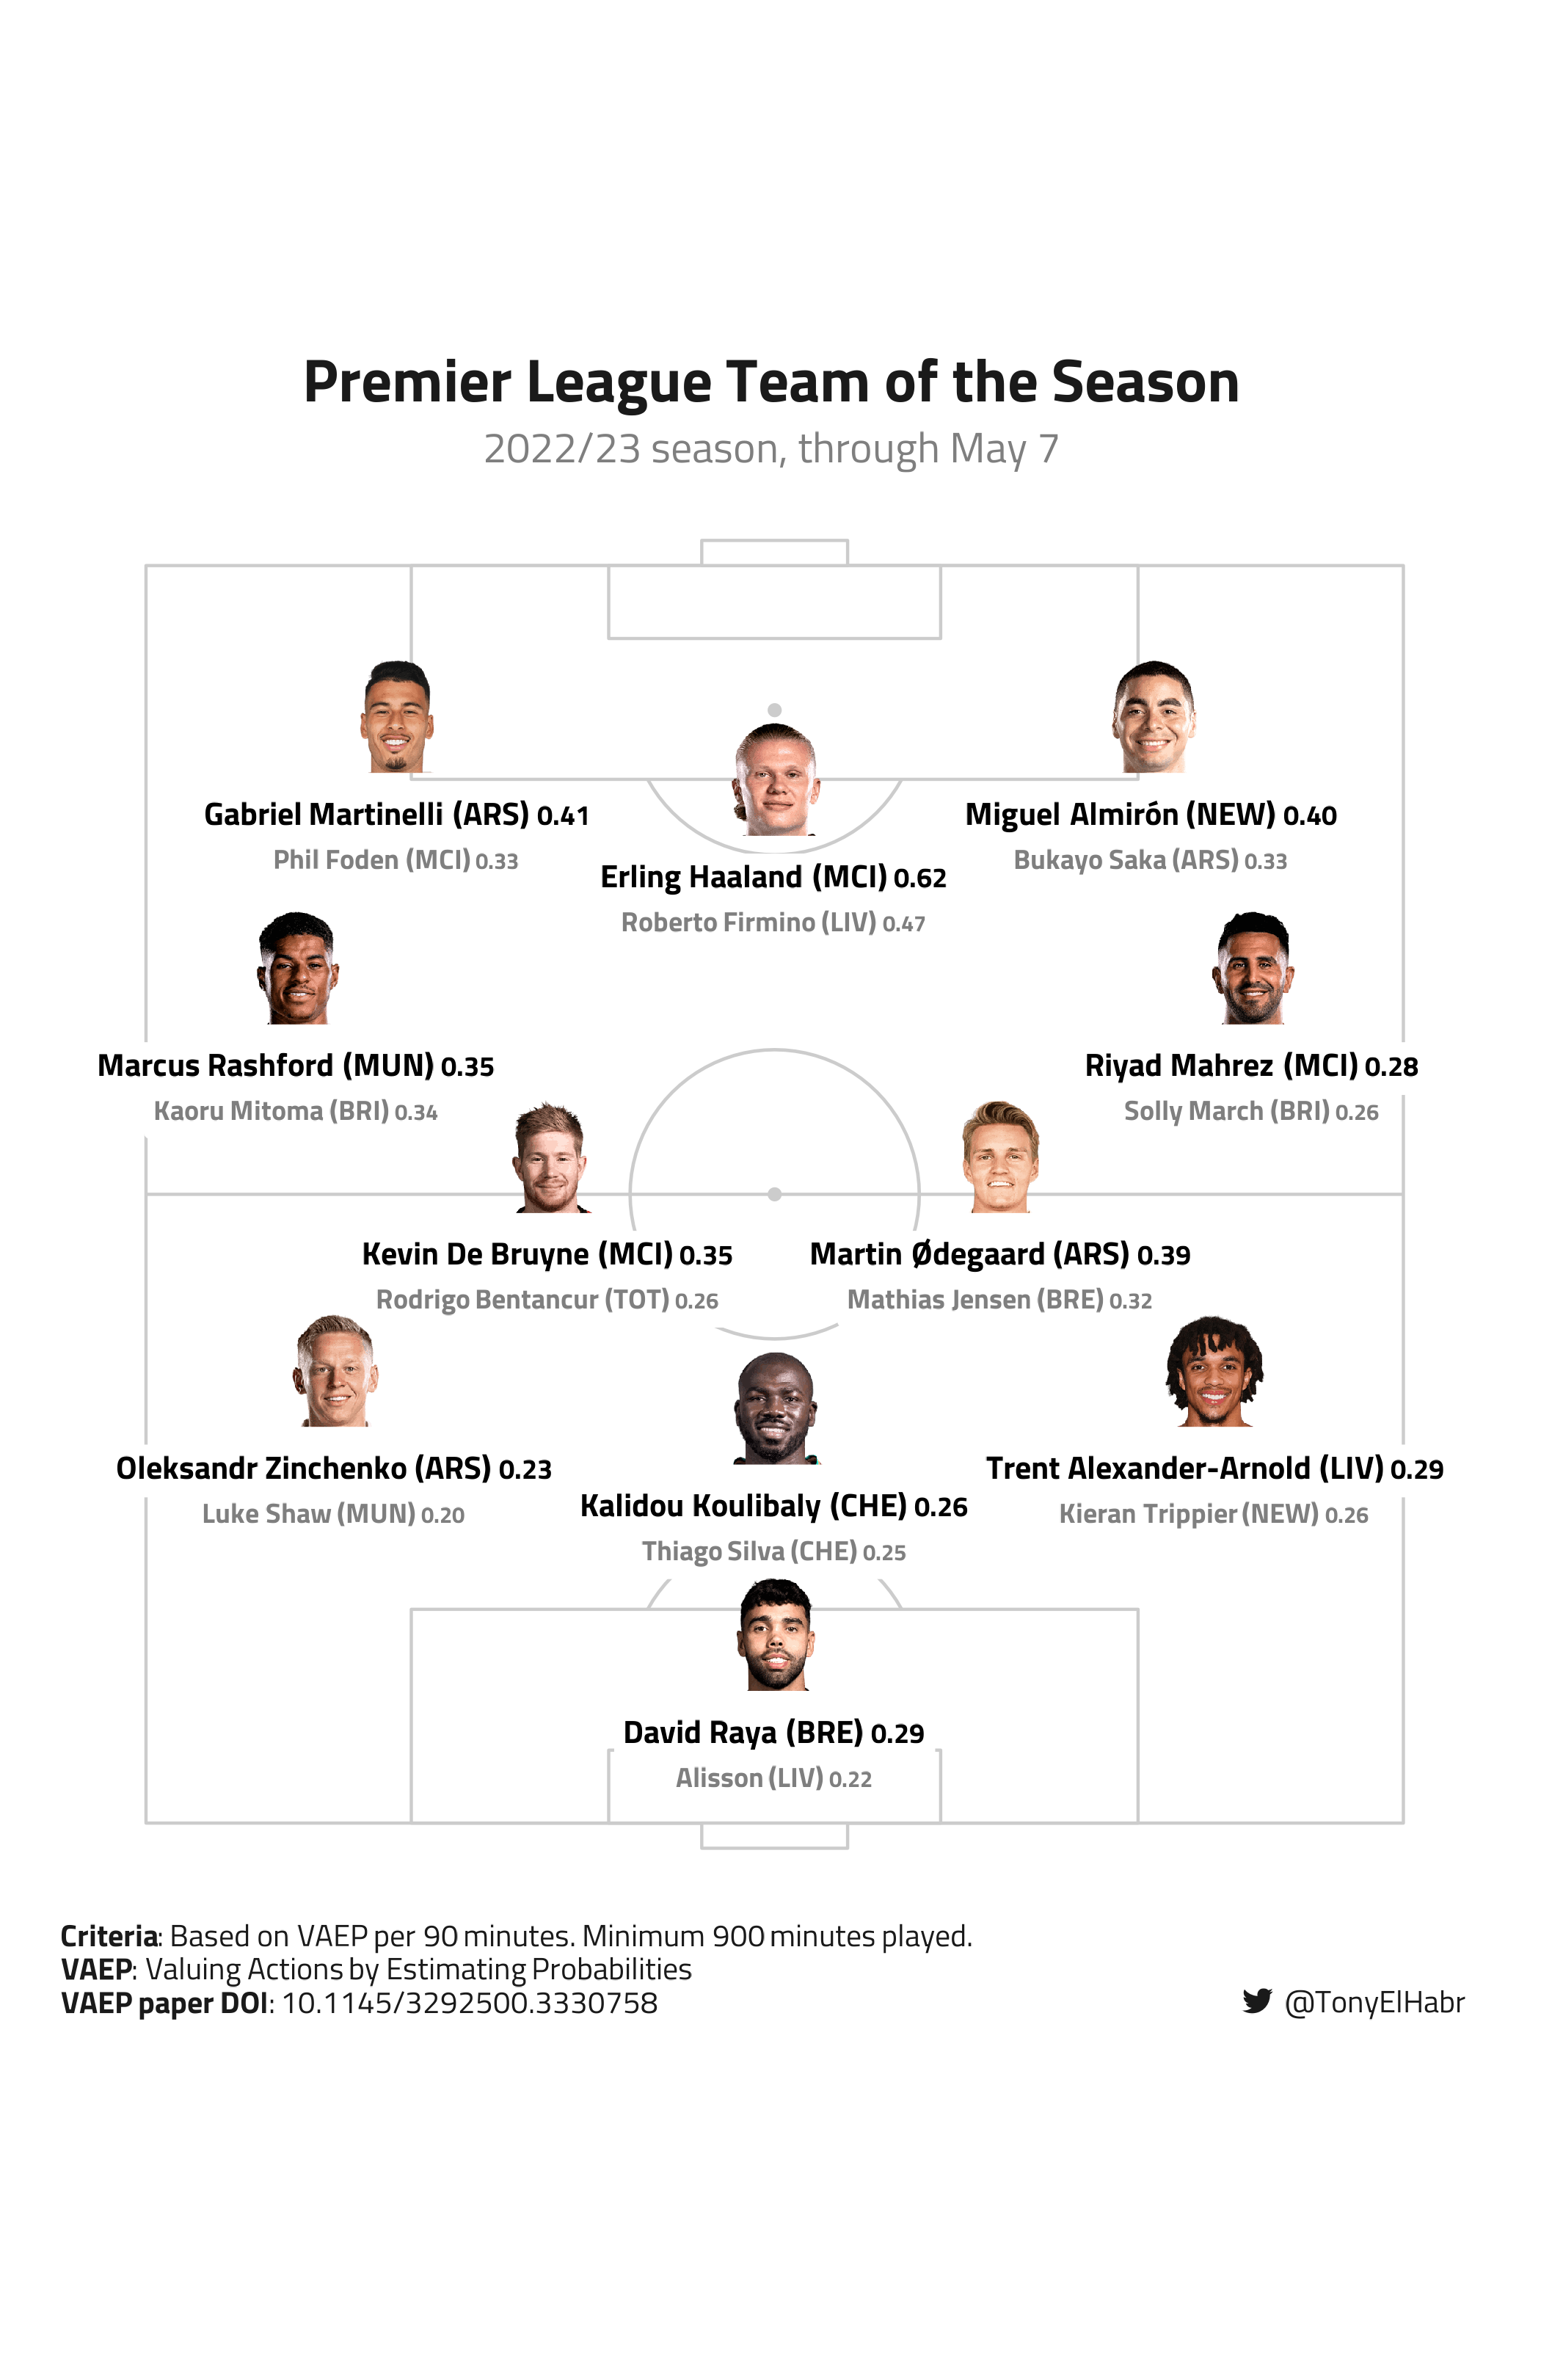 Premier League Team of the Season
2022/23 season, through May 7
Gabriel Martinelli (ARS) 0.41
Phil Foden (MCI) 0.33
Erling Haaland (MCI) 0.62
Roberto Firmino (LIV) 0.47
Miguel Almirón (NEW) 0.40
Bukayo Saka (ARS) 0.33
Marcus Rashford (MUN) 0.35
Kaoru Mitoma (BRI) 0.34
Riyad Mahrez (MCI) 0.28
Solly March (BRI) 0.26
Kevin De Bruyne (MCI) 0.35
Rodrigo Bentancur (TOT) 0.26
Martin Ødegaard (ARS) 0.39
Mathias Jensen (BRE) 0.32
Oleksandr Zinchenko (ARS) 0.23
Luke Shaw (MUN) 0.20
Kalidou Koulibaly (CHE) 0.26
Thiago Silva (CHE) 0.25
Trent Alexander-Arnold (LIV) 0.29
Kieran Trippier (NEW) 0.26
David Raya (BRE) 0.29
Alisson (LIV) 0.22
Criteria: Based on VAEP per 90 minutes. Minimum 900 minutes played.
VAEP: Valuing Actions by Estimating Probabilities
VAEP paper DOI: 10.1145/3292500.3330758
@TonyElHabr